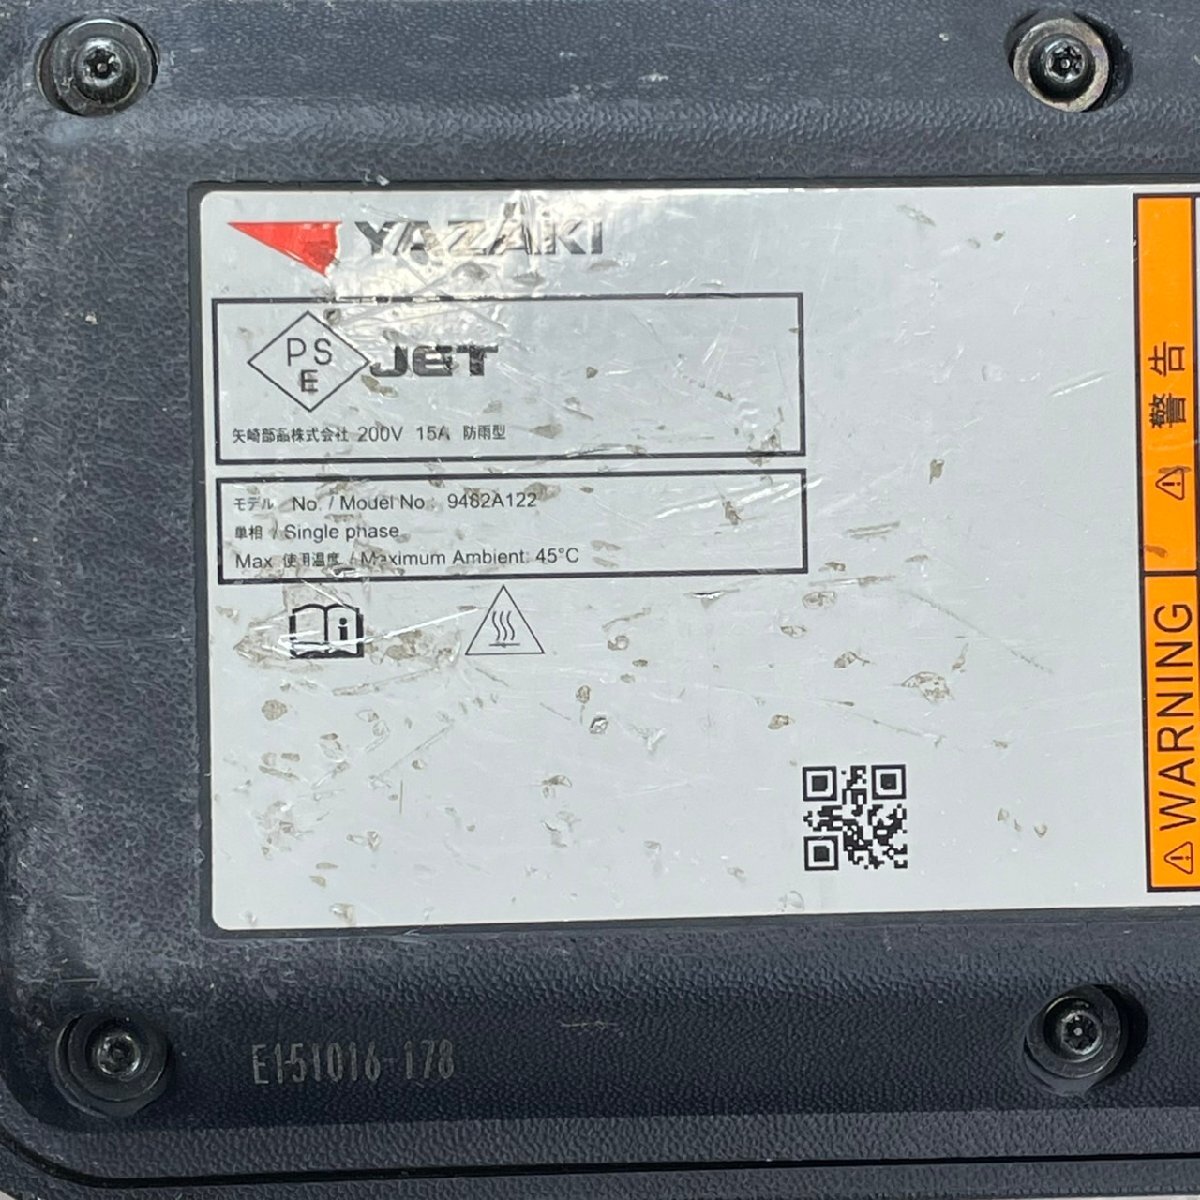 YAZAKI
PS
E
JET
矢崎部品株式会社 200V 15A 防雨型
モデル No. / Model No : 9482A122
単相 / Single phase
Max 使用温度 / Maximum Ambient: 45°C
警告
WARNING
E151016-178